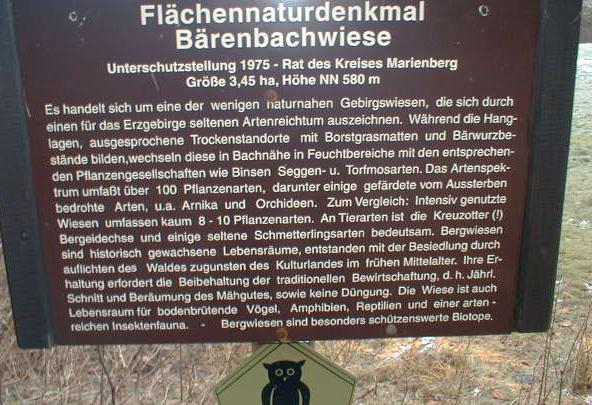 Flächennaturdenkmal
Bärenbachwiese
Unterschutzstellung 1975 - Rat des Kreises Marienberg
Größe 3,45 ha, Höhe NN 580 m
Es handelt sich um eine der wenigen naturnahen Gebirgswiesen, die sich durch
einen für das Erzgebirge seltenen Artenreichtum auszeichnen. Während die Hang-
lagen, ausgesprochene Trockenstandorte mit Borstgrasmatten und Bärwurzbe-
stände bilden,wechseln diese in Bachnähe in Feuchtbereiche mit den entsprechen-
den Pflanzengesellschaften wie Binsen Seggen- u. Torfmosarten. Das Artenspek-
trum umfaßt über 100 Pflanzenarten, darunter einige gefärdete vom Aussterben
bedrohte Arten, u.a. Arnika und Orchideen. Zum Vergleich: Intensiv genutzte
Wiesen umfassen kaum 8 - 10 Pflanzenarten. An Tierarten ist die Kreuzotter (!)
Bergeidechse und einige seltene Schmetterlingsarten bedeutsam. Bergwiesen
sind historisch gewachsene Lebensräume, entstanden mit der Besiedlung durch
auflichten des Waldes zugunsten des Kulturlandes im frühen Mittelalter. Ihre Er-
haltung erfordert die Beibehaltung der traditionellen Bewirtschaftung, d. h. Jährl.
Schnitt und Beräumung des Mähgutes, sowie keine Düngung. Die Wiese ist auch
Lebensraum für bodenbrütende Vögel, Amphibien, Reptilien und einer arten-
reichen Insektenfauna. - Bergwiesen sind besonders schützenswerte Biotope.